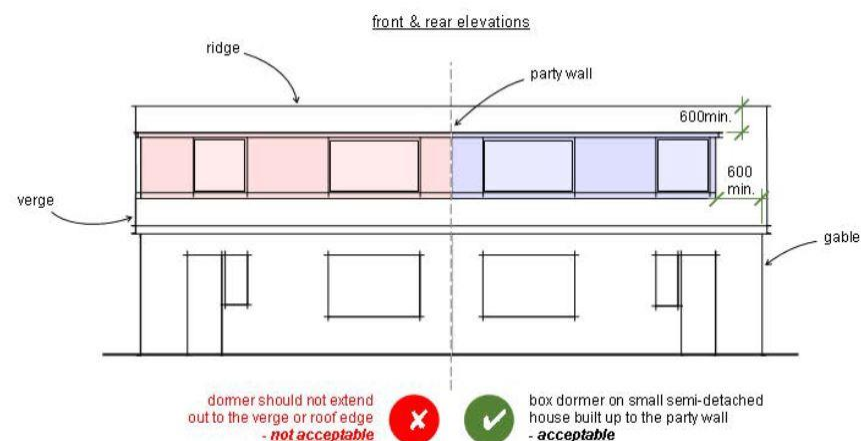 front & rear elevations
ridge
party wall
600min.
600
min.
verge
gable
dormer should not extend
out to the verge or roof edge
- not acceptable
box dormer on small semi-detached
house built up to the party wall
- acceptable